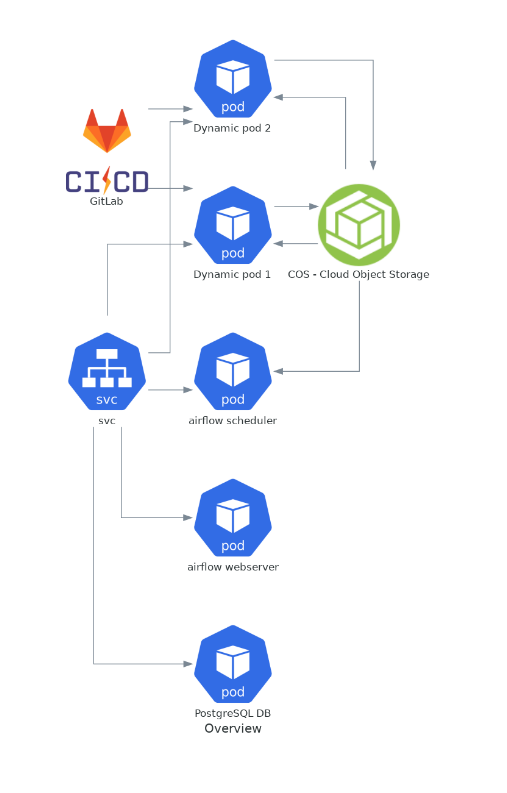 pod
Dynamic pod 2
CI/CD
GitLab
pod
Dynamic pod 1
COS - Cloud Object Storage
svc
svc
pod
airflow scheduler
pod
airflow webserver
pod
PostgreSQL DB
Overview